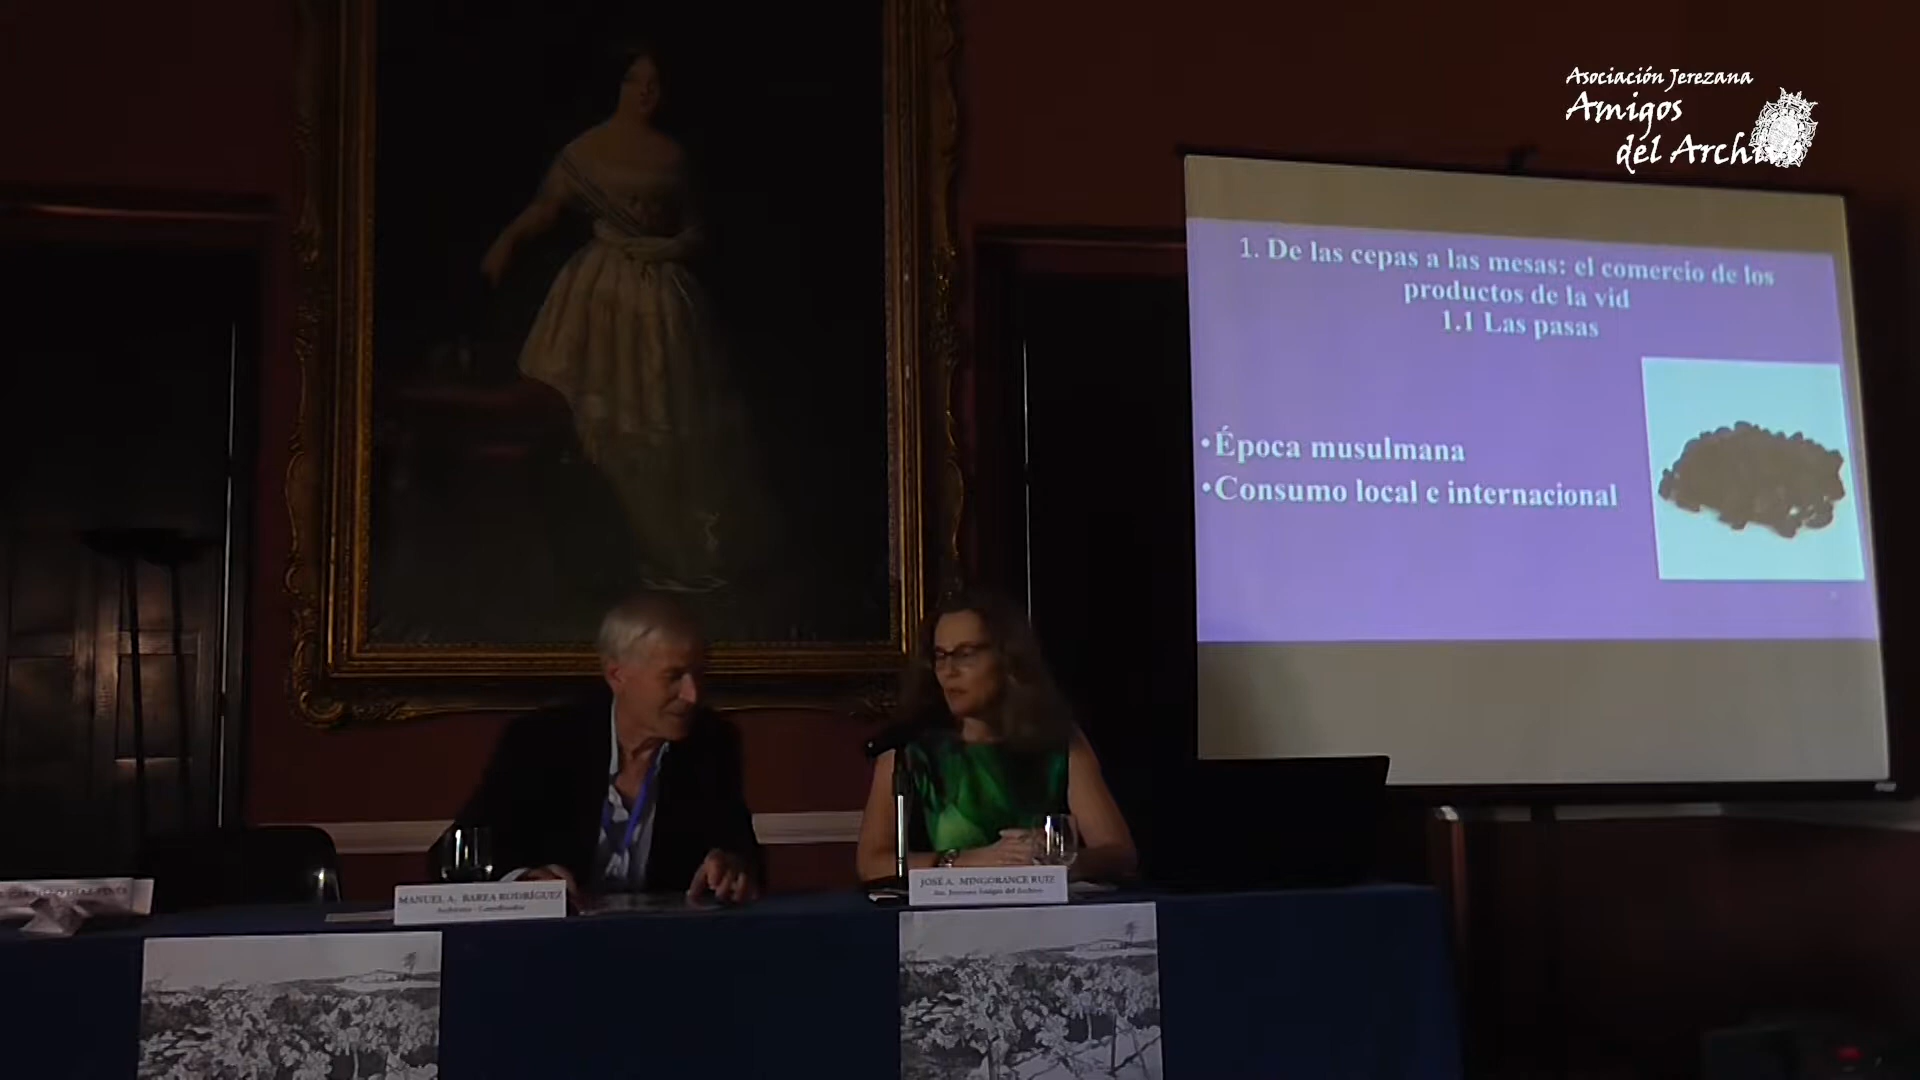 Asociación Jerezana
Amigos
del Archivo
1. De las cepas a las mesas: el comercio de los
productos de la vid
1.1 Las pasas
•Época musulmana
•Consumo local e internacional
MANUEL A. BAREA RODRÍGUEZ
JOSÉ A. MINGORANCE RUIZ